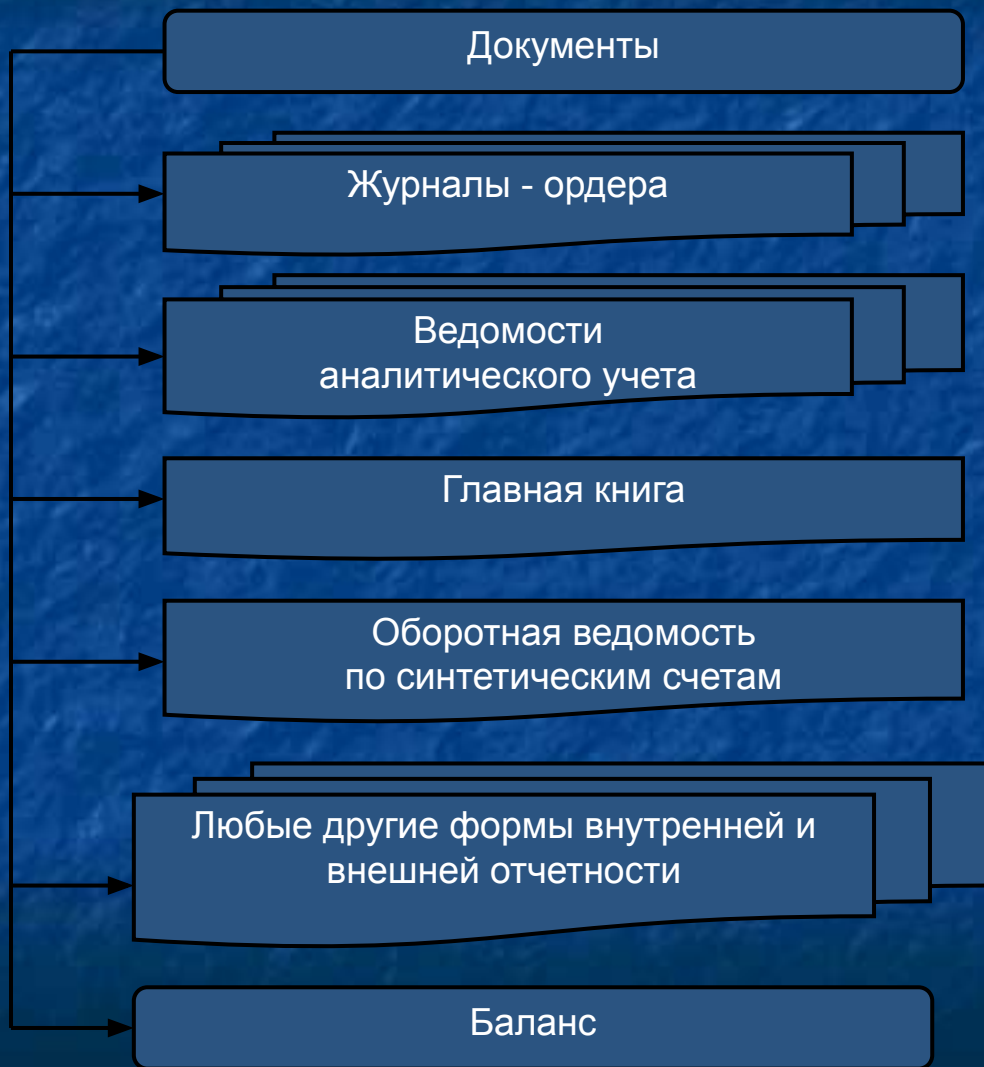 Документы
Журналы - ордера
Ведомости
аналитического учета
Главная книга
Оборотная ведомость
по синтетическим счетам
Любые другие формы внутренней и
внешней отчетности
Баланс